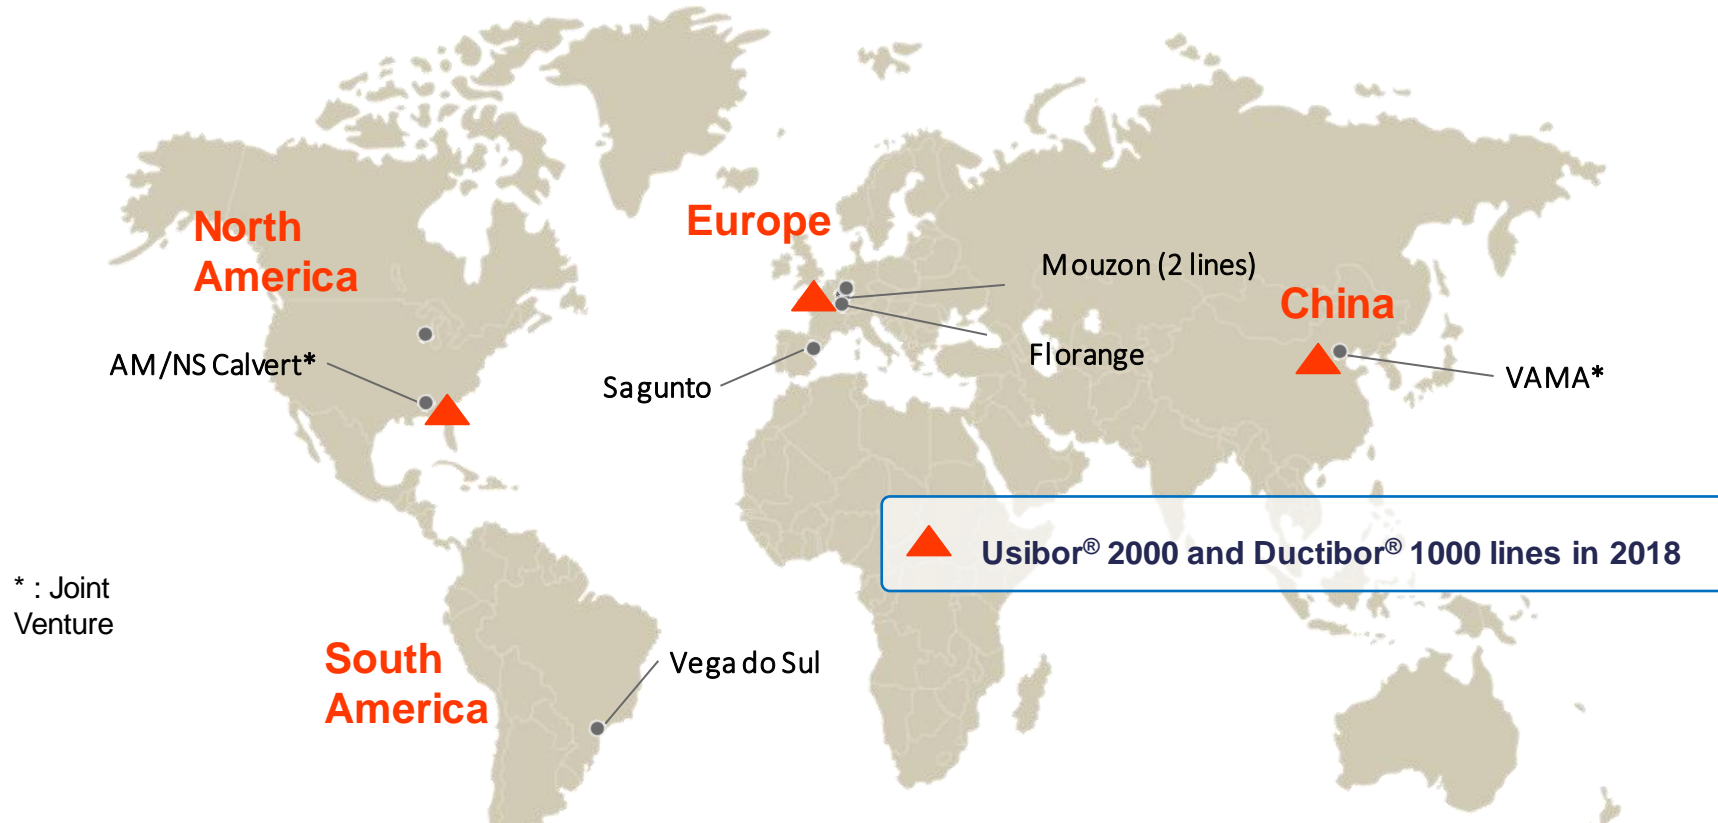 North
America
Europe
Mouzon (2 lines)
China
AM/NS Calvert*
Florange
Sagunto
VAMA*
Usibor® 2000 and Ductibor® 1000 lines in 2018
* : Joint
Venture
South
America
Vega do Sul